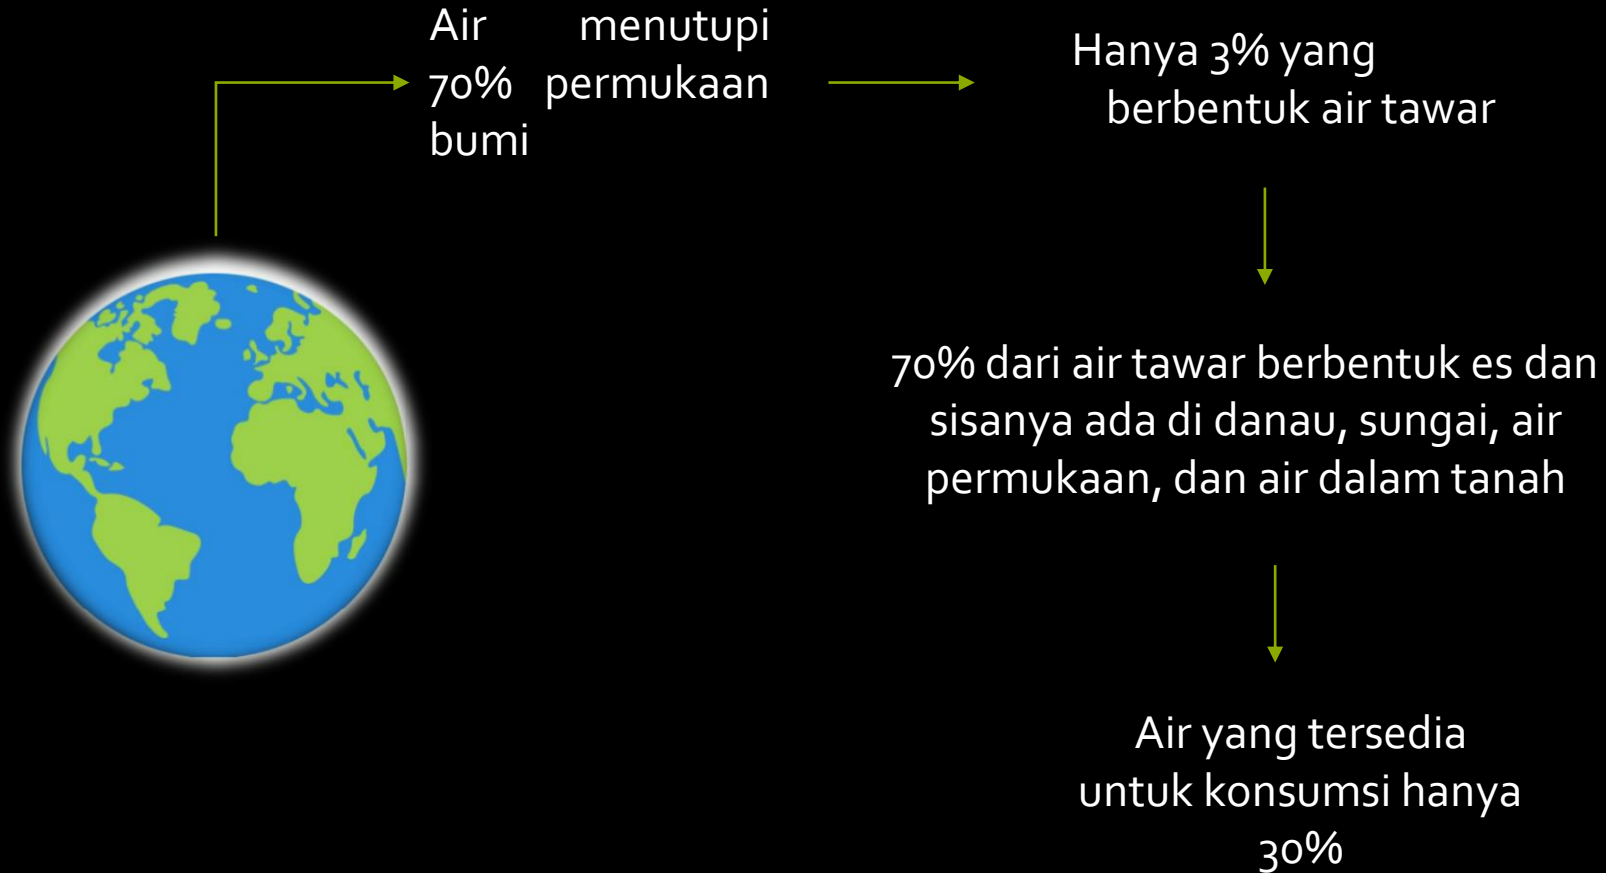 Air menutupi
70% permukaan
bumi
Hanya 3% yang
berbentuk air tawar
70% dari air tawar berbentuk es dan
sisanya ada di danau, sungai, air
permukaan, dan air dalam tanah
Air yang tersedia
untuk konsumsi hanya
30%